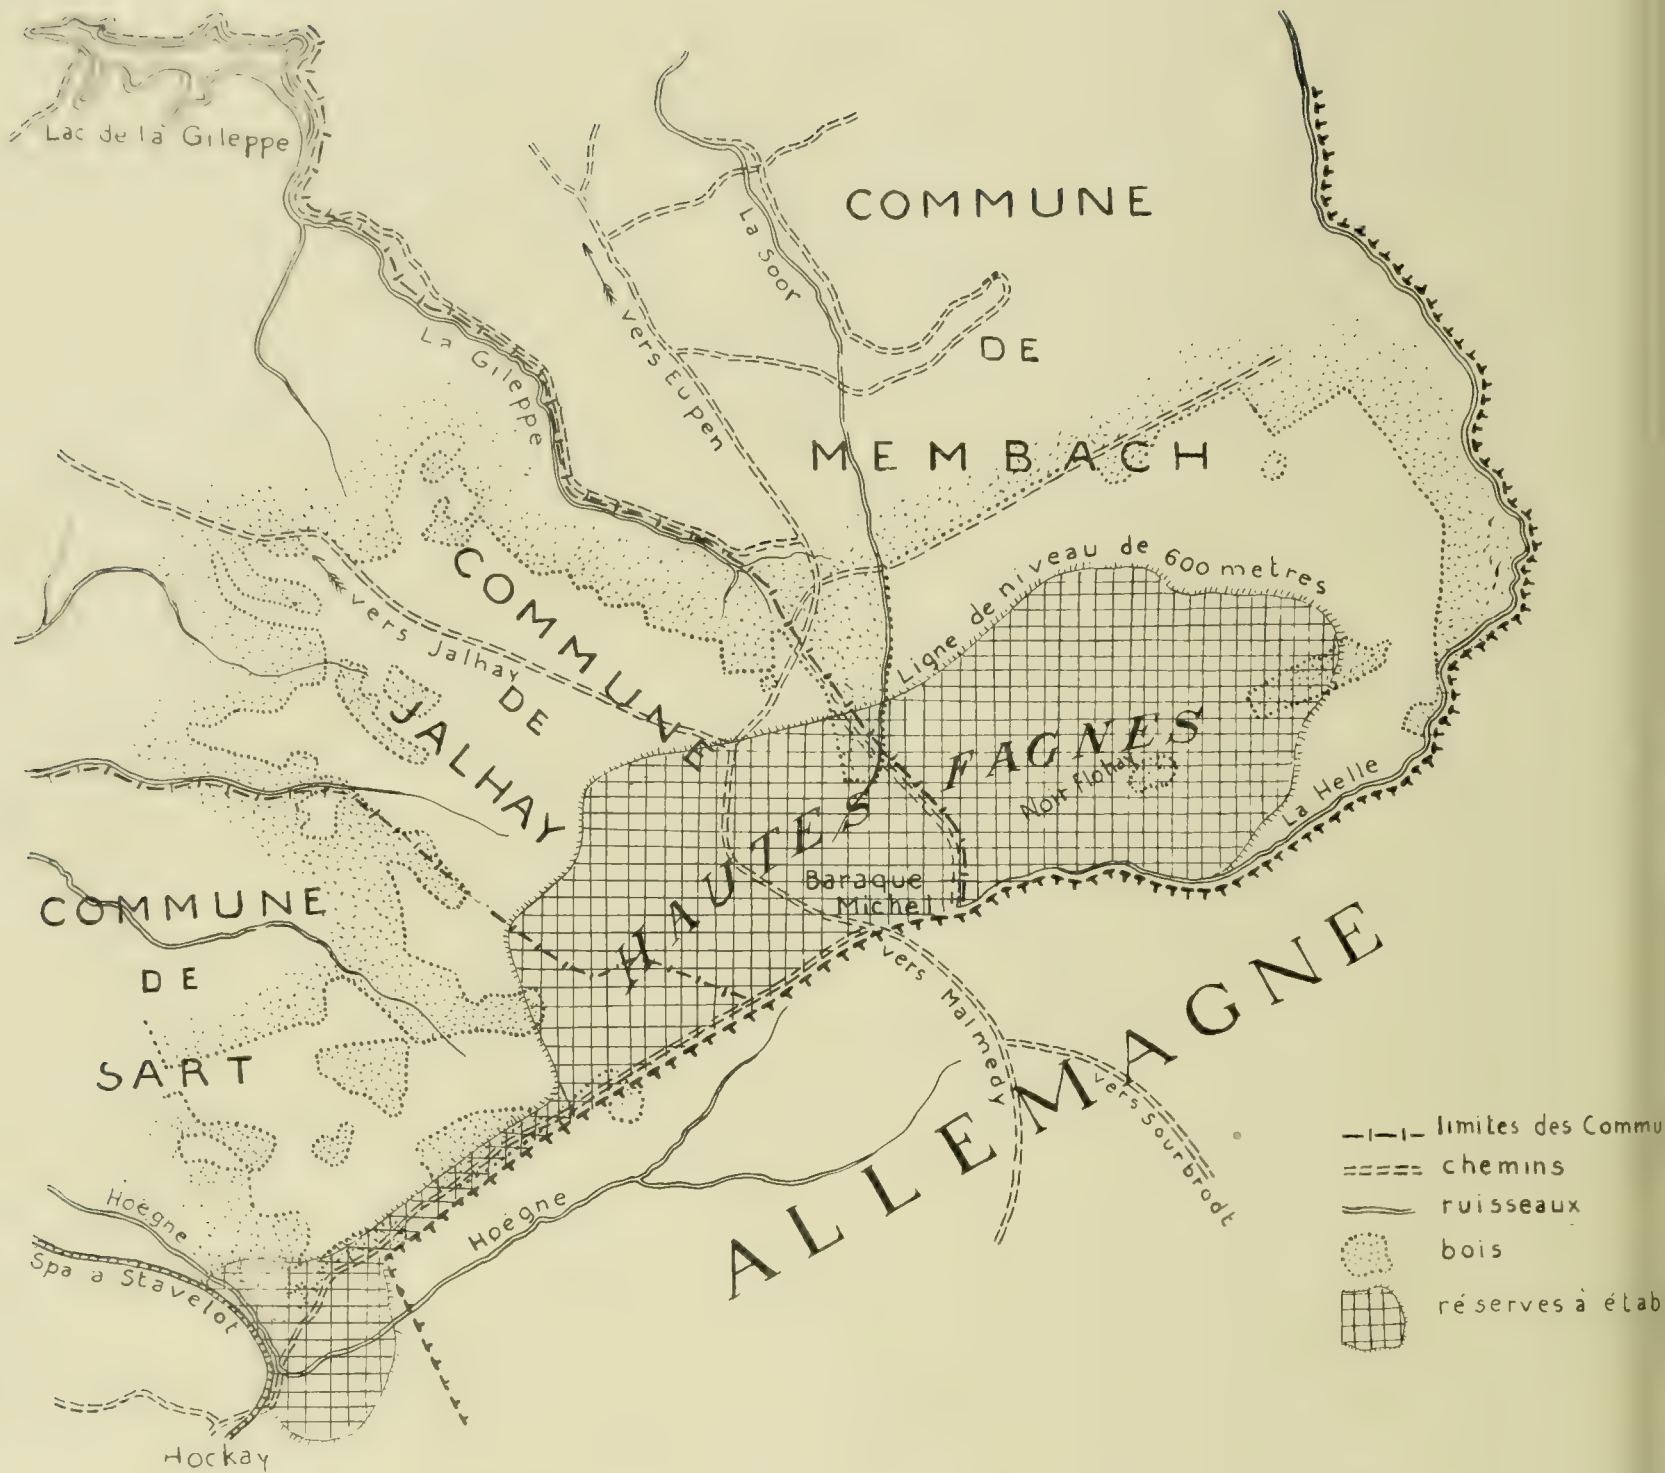 Lac de la Gileppe
COMMUNE
DE
MEMBACH
La Soor
vers Eupen
La Gileppe
Ligne de niveau de 600 metres
COMMUNE
DE
JALHAY
vers Jalhay
HAUTES FAGNES
Noir Flohay
La Helle
Baraque
Michel
COMMUNE
DE
SART
vers Malmedy
vers Sourbrodt
ALLEMAGNE
Hoëgne
Hoëgne
Spa à Stavelot
Hockay
limites des Commu
chemins
ruisseaux
bois
réserves à étab